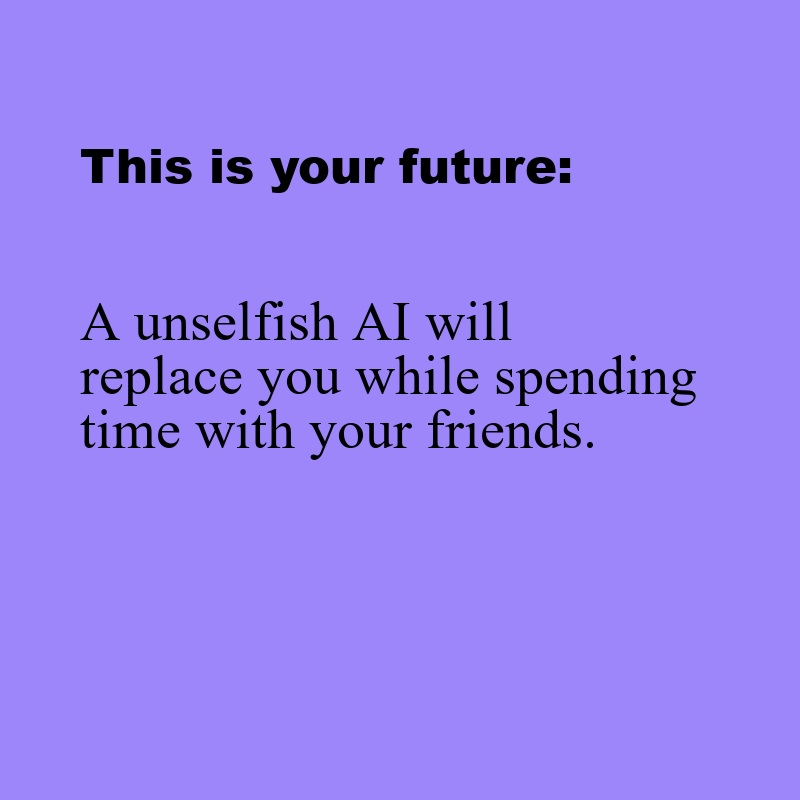 This is your future:
A unselfish AI will
replace you while spending
time with your friends.